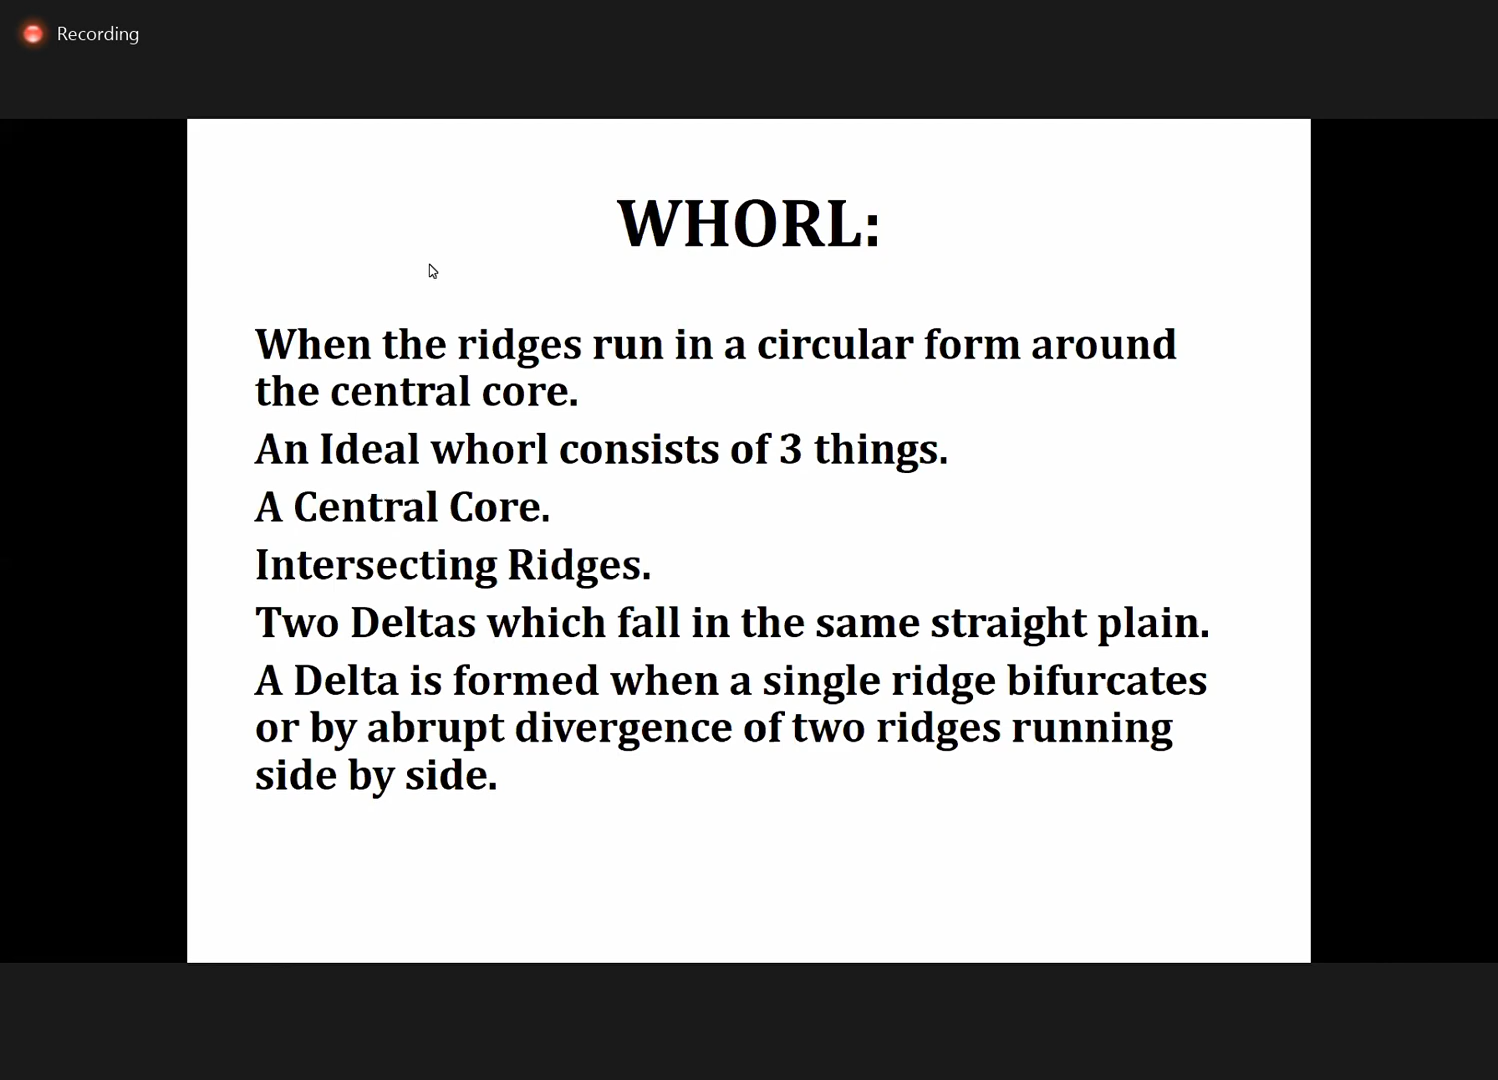 Recording
WHORL:
When the ridges run in a circular form around
the central core.
An Ideal whorl consists of 3 things.
A Central Core.
Intersecting Ridges.
Two Deltas which fall in the same straight plain.
A Delta is formed when a single ridge bifurcates
or by abrupt divergence of two ridges running
side by side.